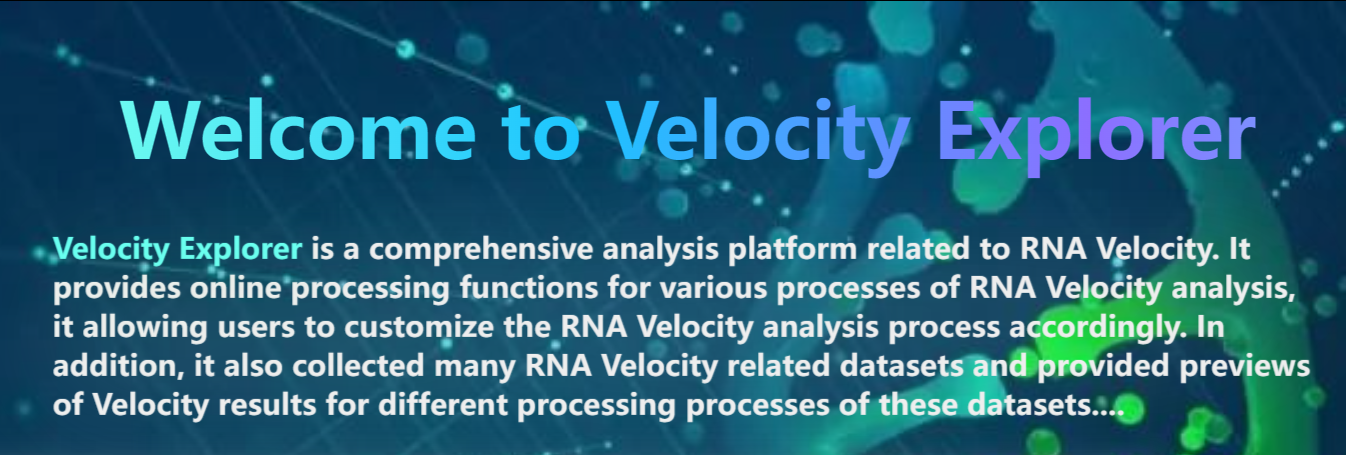 Welcome to Velocity Explorer
Velocity Explorer is a comprehensive analysis platform related to RNA Velocity. It
provides online processing functions for various processes of RNA Velocity analysis,
it allowing users to customize the RNA Velocity analysis process accordingly. In
addition, it also collected many RNA Velocity related datasets and provided previews
of Velocity results for different processing processes of these datasets....